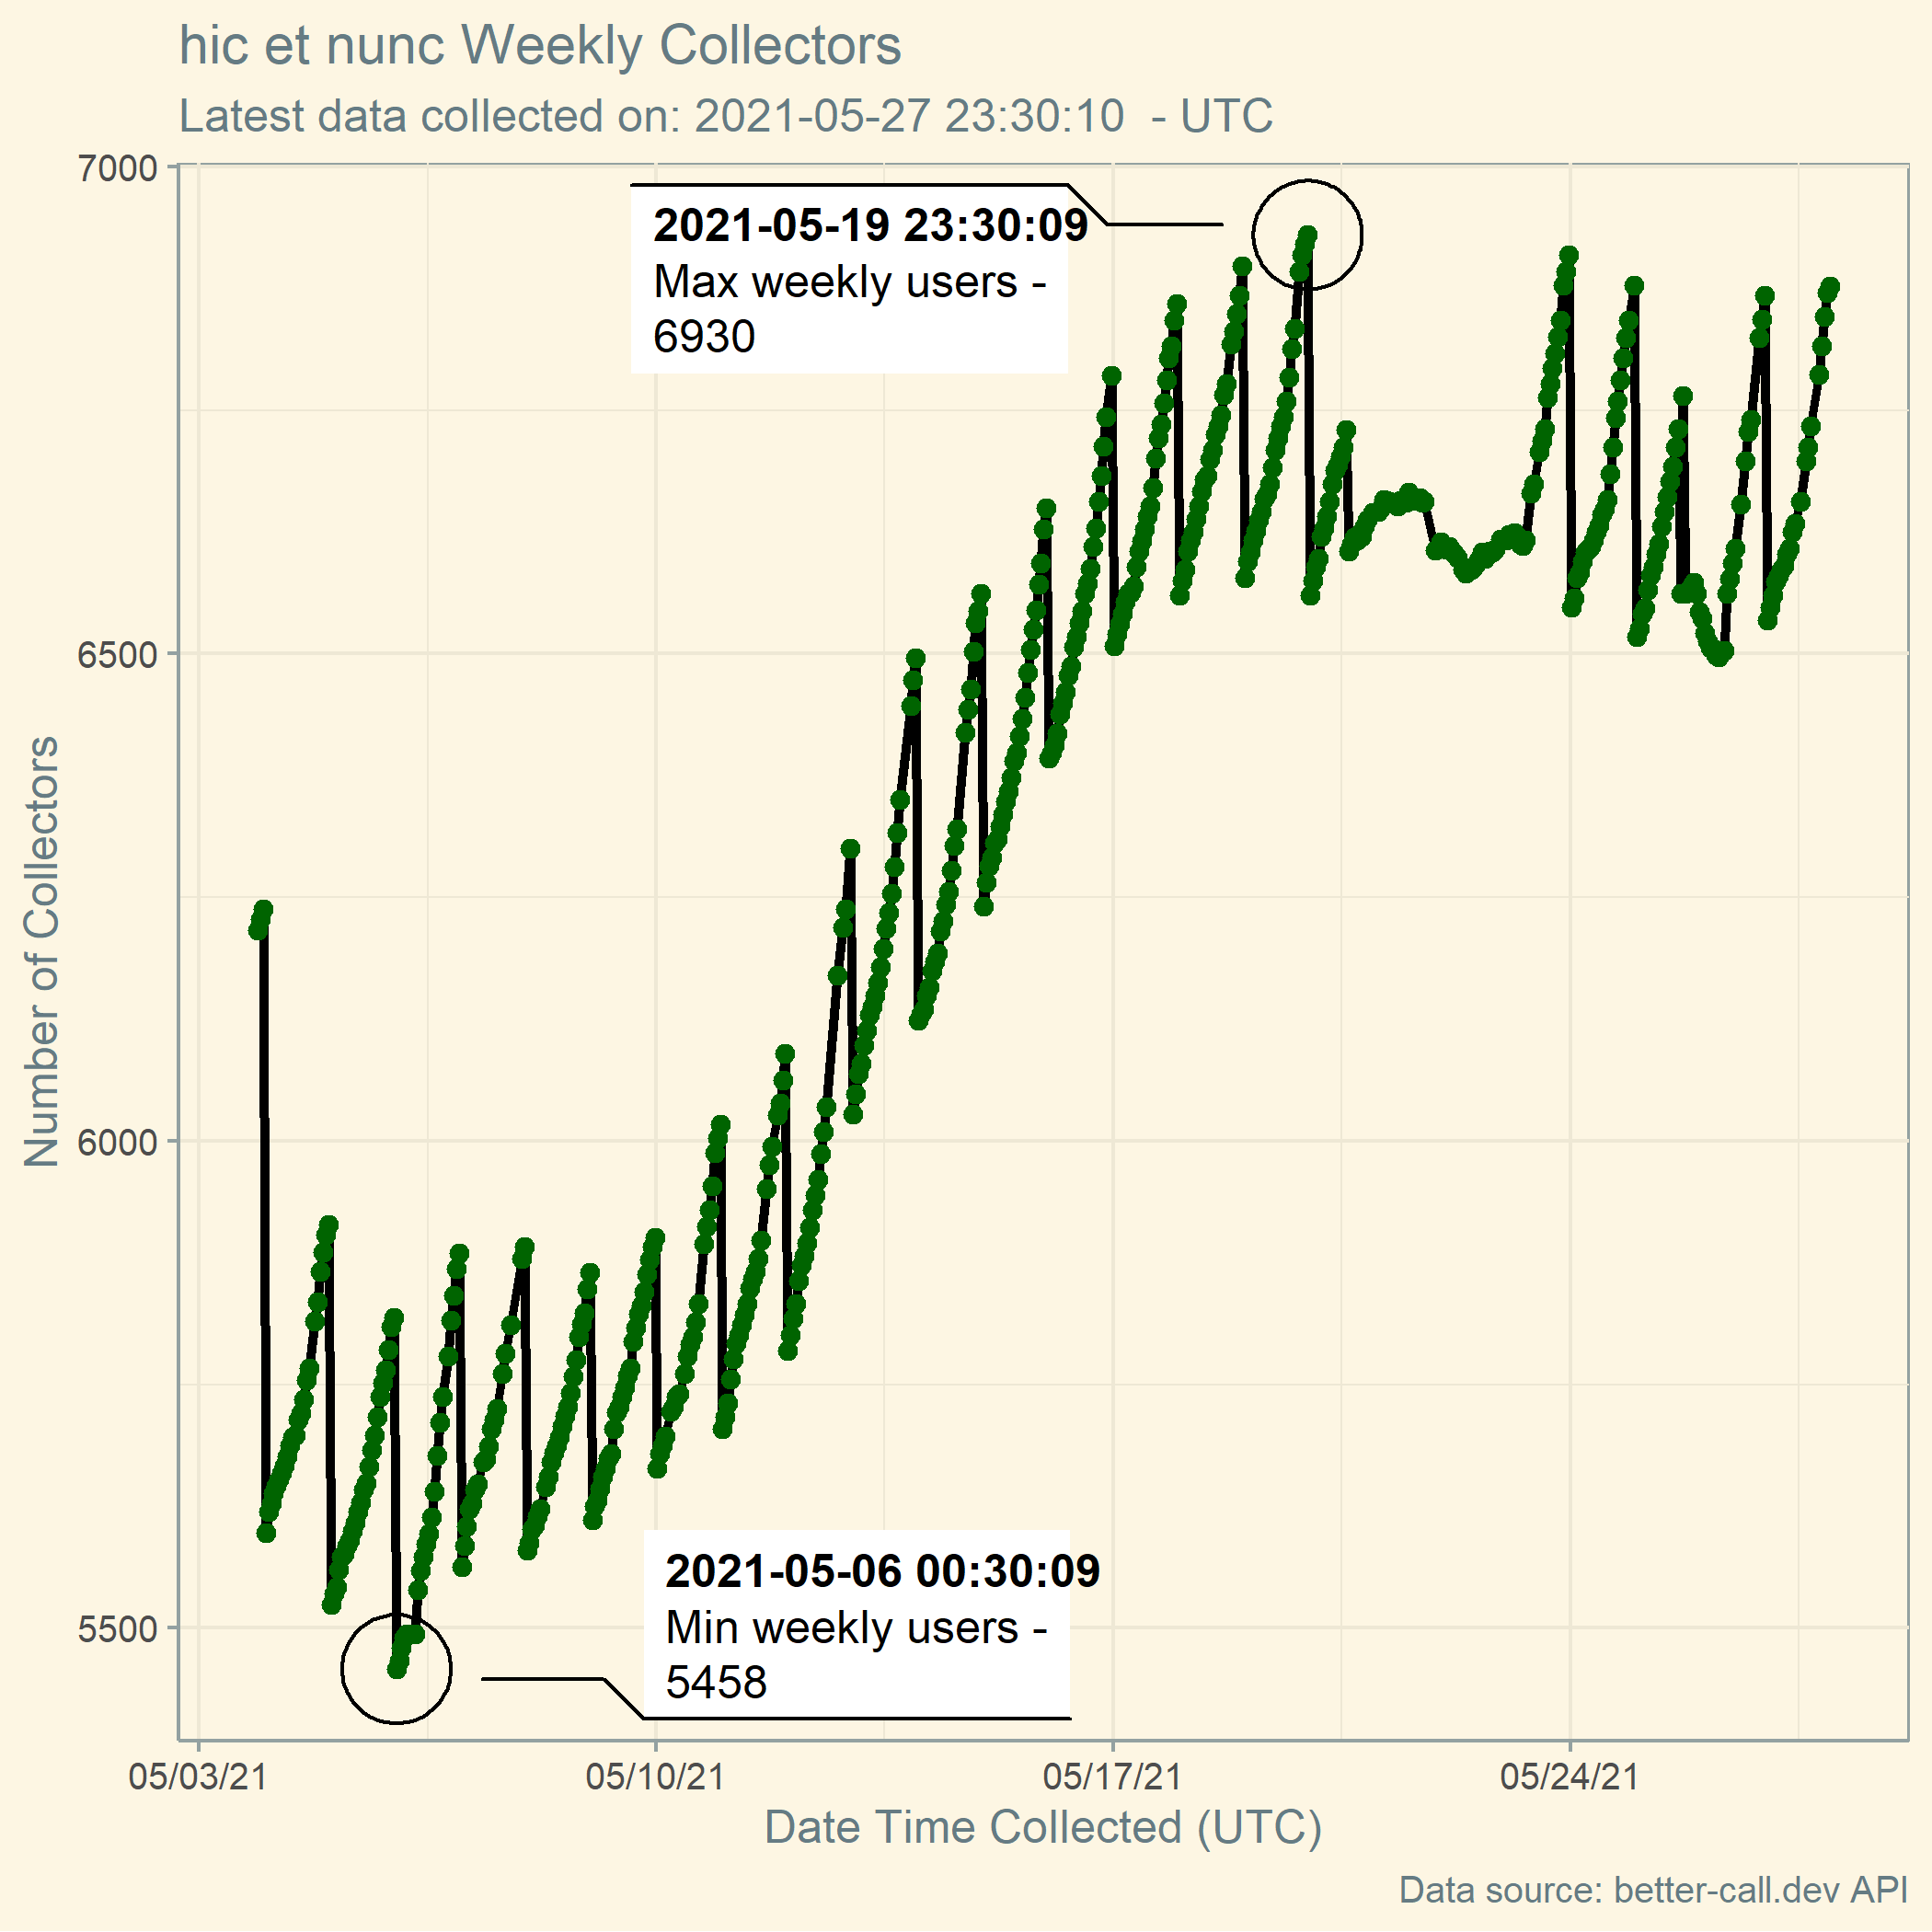 hic et nunc Weekly Collectors
Latest data collected on: 2021-05-27 23:30:10  - UTC
7000
6500
6000
5500
Number of Collectors
2021-05-19 23:30:09
Max weekly users -
6930
2021-05-06 00:30:09
Min weekly users -
5458
05/03/21
05/10/21
05/17/21
05/24/21
Date Time Collected (UTC)
Data source: better-call.dev API